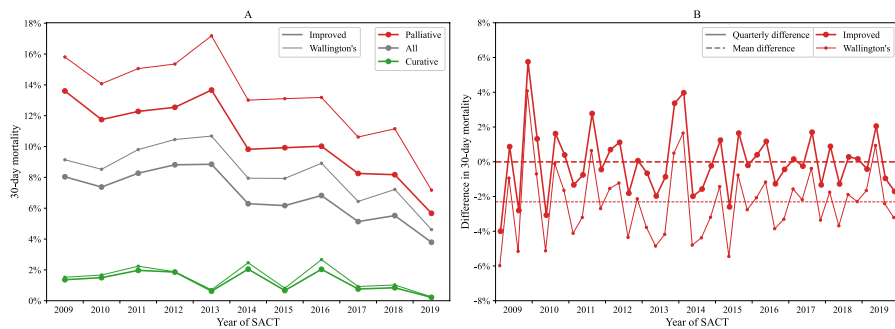 A
18%
16%
14%
12%
10%
8%
6%
4%
2%
0%
30-day mortality
2009 2010 2011 2012 2013 2014 2015 2016 2017 2018 2019
Year of SACT
Improved
Wallington's
Palliative
All
Curative
B
8%
6%
4%
2%
0%
-2%
-4%
-6%
-8%
Difference in 30-day mortality
2009 2010 2011 2012 2013 2014 2015 2016 2017 2018 2019
Year of SACT
Quarterly difference
Mean difference
Improved
Wallington's